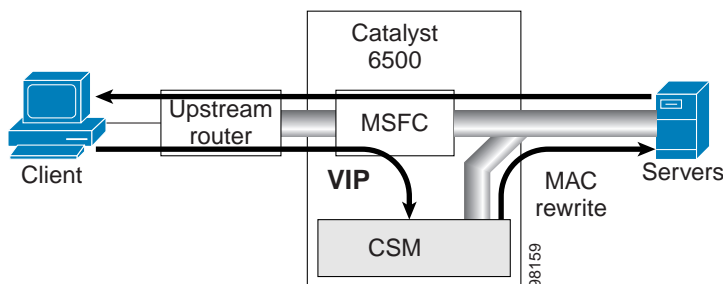 Catalyst
6500
Upstream
router
MSFC
Client
VIP
MAC
rewrite
Servers
CSM
98159